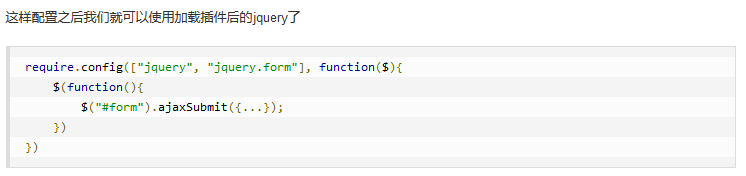 这样配置之后我们就可以使用加载插件后的jquery了
require.config(["jquery", "jquery.form"], function($){
    $(function(){
        $("#form").ajaxSubmit({...});
    })
})